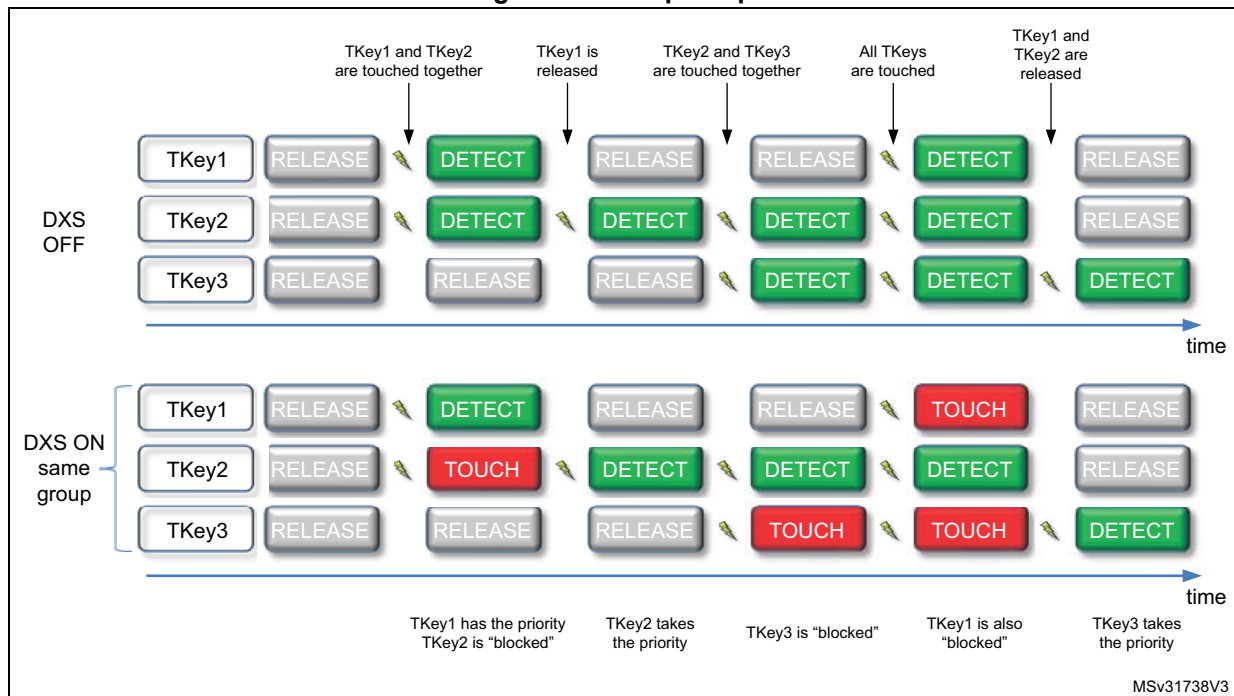 TKey1 and TKey2
are touched together
TKey1 is
released
TKey2 and TKey3
are touched together
All TKeys
are touched
TKey1 and
TKey2 are
released
DXS
OFF
TKey1 RELEASE DETECT RELEASE RELEASE DETECT RELEASE
TKey2 RELEASE DETECT DETECT DETECT DETECT RELEASE
TKey3 RELEASE RELEASE RELEASE DETECT DETECT DETECT
time
DXS ON
same
group
TKey1 RELEASE DETECT RELEASE RELEASE TOUCH RELEASE
TKey2 RELEASE TOUCH DETECT DETECT DETECT RELEASE
TKey3 RELEASE RELEASE RELEASE TOUCH TOUCH DETECT
time
TKey1 has the priority
TKey2 is “blocked”
TKey2 takes
the priority
TKey3 is “blocked”
TKey1 is also
“blocked”
TKey3 takes
the priority
MSv31738V3